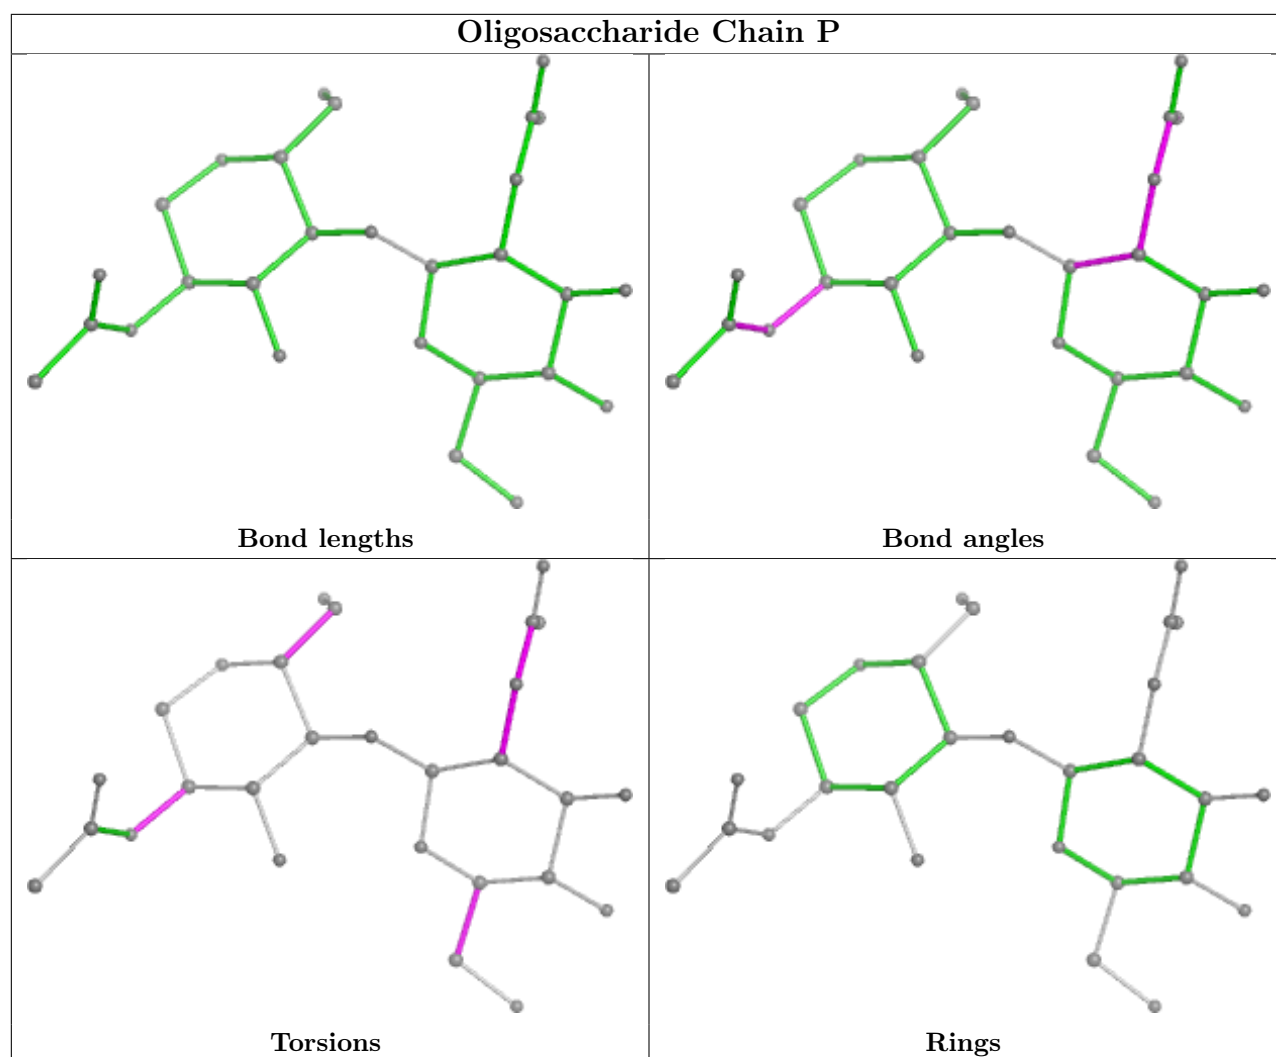 Oligosaccharide Chain P
Bond lengths
Bond angles
Torsions
Rings